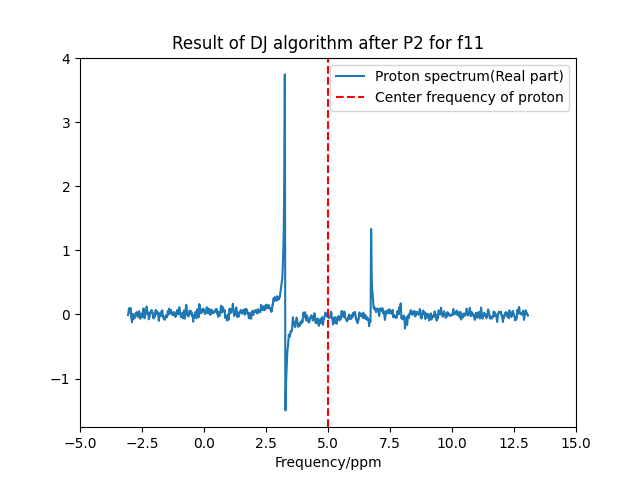 Result of DJ algorithm after P2 for f11
Proton spectrum(Real part)
Center frequency of proton
4
3
2
1
0
−1
−5.0 −2.5 0.0 2.5 5.0 7.5 10.0 12.5 15.0
Frequency/ppm